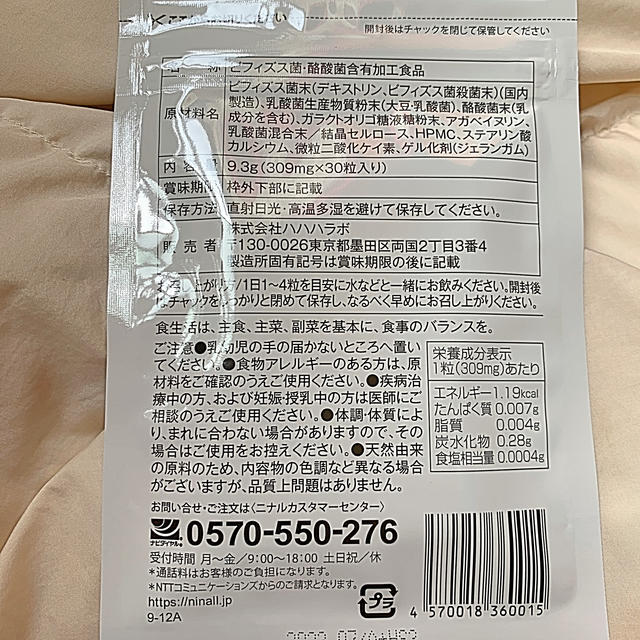 開封後はチャックを閉じて保管してください
名 称 ビフィズス菌・酪酸菌含有加工食品
原材料名 ビフィズス菌末(デキストリン、ビフィズス菌殺菌末)(国内
製造)、乳酸菌生産物質粉末(大豆・乳酸菌)、酪酸菌末(乳
成分を含む)、ガラクトオリゴ糖液糖粉末、アガベイヌリン、
乳酸菌混合末/結晶セルロース、HPMC、ステアリン酸
カルシウム、微粒二酸化ケイ素、ゲル化剤(ジェランガム)
内 容 量 9.3g(309mg×30粒入り)
賞味期限 枠外下部に記載
保存方法 直射日光・高温多湿を避けて保存してください。
販 売 者 株式会社ハハハラボ
〒130-0026東京都墨田区両国2丁目3番4
製造所固有記号は賞味期限の後に記載
お召し上がり方/1日1~4粒を目安に水などと一緒にお飲みください。開封後
はチャックをしっかりと閉めて保存し、なるべく早めにお召し上がりください。
食生活は、主食、主菜、副菜を基本に、食事のバランスを。
ご注意●乳幼児の手の届かないところへ置い
てください。●食物アレルギーのある方は、原
材料をご確認のうえご使用ください。●疾病治
療中の方、および妊娠・授乳中の方は医師にご
相談のうえご使用ください。●体調・体質によ
り、まれに合わない場合がありますので、その
場合はご使用をお控えください。●天然由来
の原料のため、内容物の色調など異なる場合
がございますが、品質上問題はありません。
栄養成分表示
1粒(309mg)あたり
エネルギー 1.19kcal
たんぱく質 0.007g
脂質 0.004g
炭水化物 0.28g
食塩相当量 0.0004g
お問い合せ・ご注文は<ニナルカスタマーセンター>
ナビダイヤル® 0570-550-276
受付時間 月~金/9:00~18:00 土日祝/休
*通話料はお客様のご負担になります。
*NTTコミュニケーションズからのご請求となります。
https://ninall.jp
9-12A
プラ
4 570018 360015